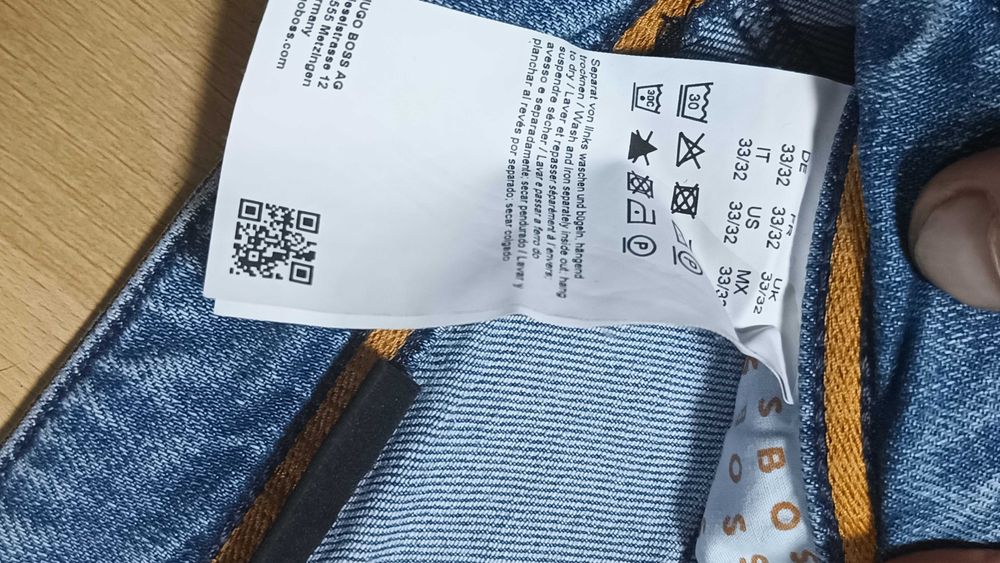 DE FR UK
33/32 33/32 33/32
IT US MX
33/32 33/32
30
P
30C
P
Separat von links waschen und bügeln, hängend
trocknen / Wash and iron separately inside out, hang
to dry / Laver et repasser séparément à l'envers,
suspendre sécher / Lavar e passar a ferro do
avesso e separadamente; secar pendurado / Lavar y
planchar al revés por separado; secar colgado
HUGO BOSS AG
Dieselstrasse 12
Metzingen
Germany
BOSS